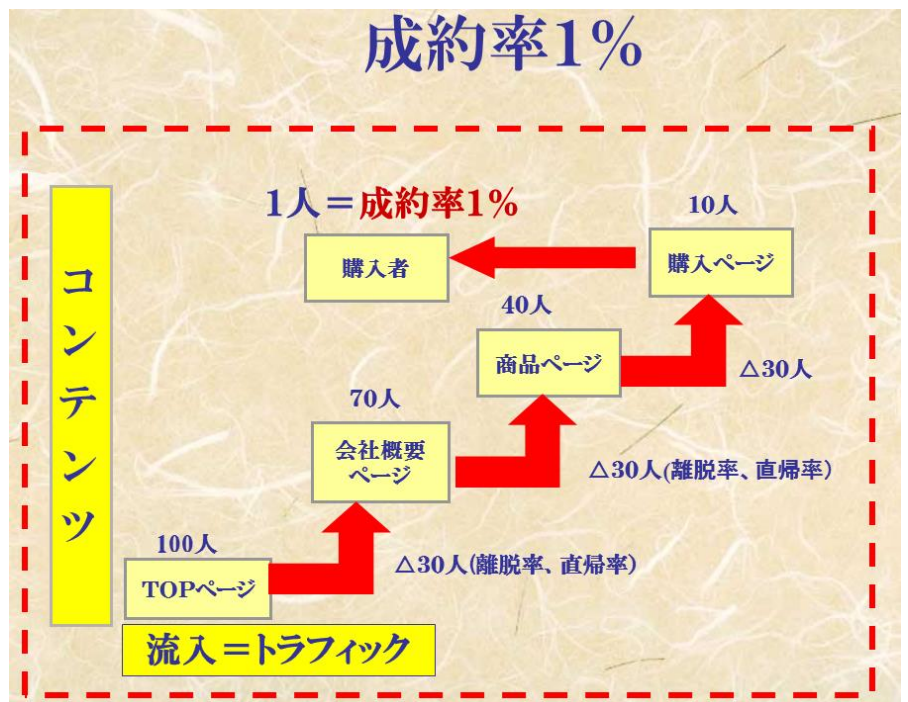 成約率1%
1人＝成約率1%
10人
購入者
購入ページ
40人
商品ページ
△30人
70人
会社概要
ページ
△30人(離脱率、直帰率)
100人
TOPページ
△30人(離脱率、直帰率)
コンテンツ
流入＝トラフィック